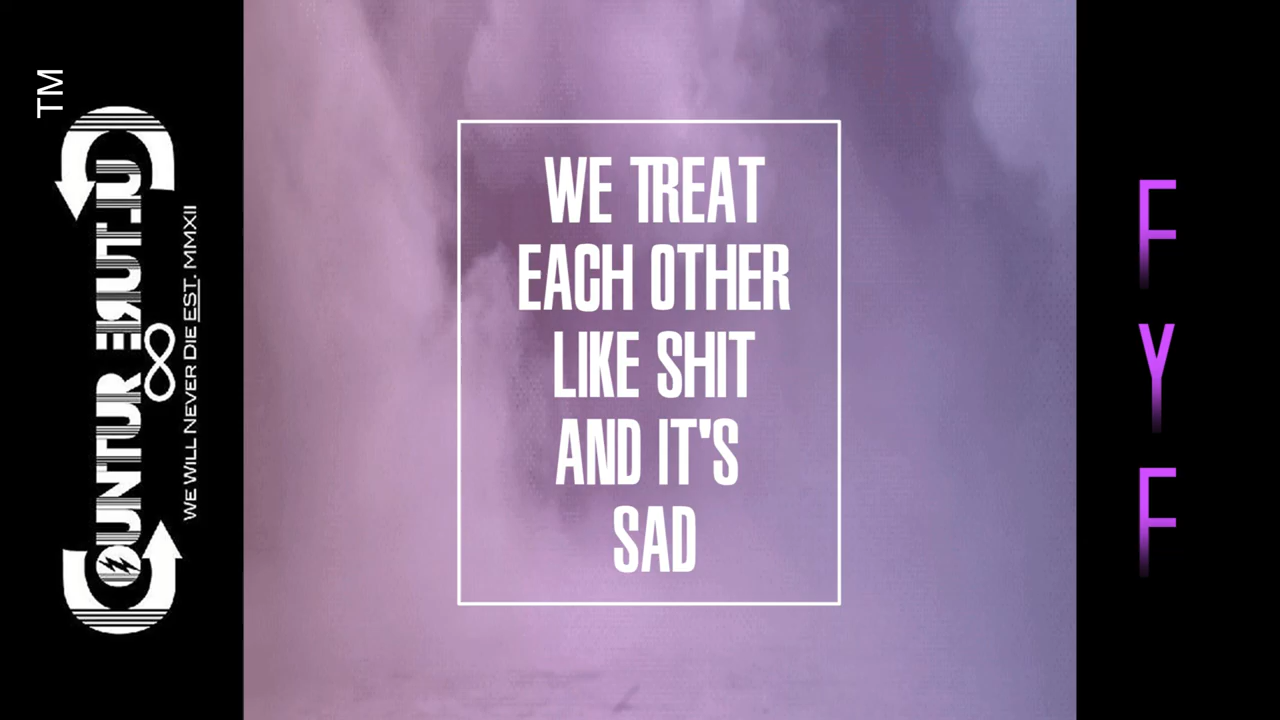 TM
WE WILL NEVER DIE EST. MMXII
WE TREAT
EACH OTHER
LIKE SHIT
AND IT'S
SAD
F
Y
F